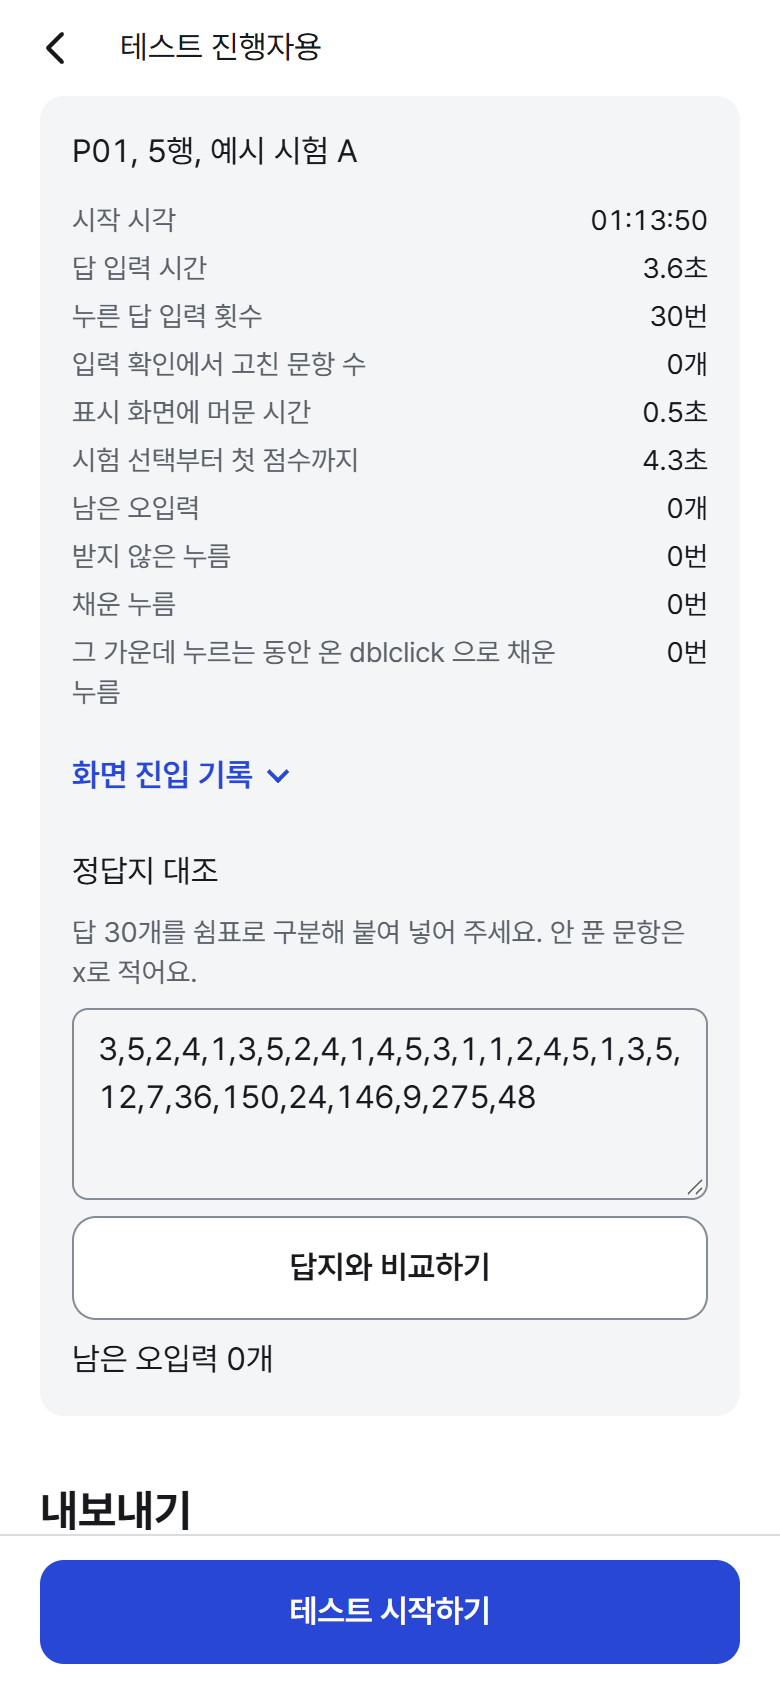 테스트 진행자용
P01, 5행, 예시 시험 A
시작 시각 01:13:50
답 입력 시간 3.6초
누른 답 입력 횟수 30번
입력 확인에서 고친 문항 수 0개
표시 화면에 머문 시간 0.5초
시험 선택부터 첫 점수까지 4.3초
남은 오입력 0개
받지 않은 누름 0번
채운 누름 0번
그 가운데 누르는 동안 온 dblclick 으로 채운 0번
누름
화면 진입 기록
정답지 대조
답 30개를 쉼표로 구분해 붙여 넣어 주세요. 안 푼 문항은
x로 적어요.
3,5,2,4,1,3,5,2,4,1,4,5,3,1,1,2,4,5,1,3,5,
12,7,36,150,24,146,9,275,48
답지와 비교하기
남은 오입력 0개
내보내기
테스트 시작하기